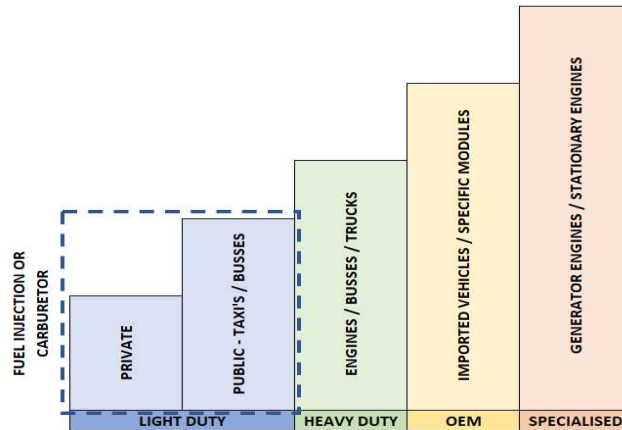 FUEL INJECTION OR
CARBURETOR
PRIVATE
PUBLIC - TAXI'S / BUSSES
ENGINES / BUSSES / TRUCKS
IMPORTED VEHICLES / SPECIFIC MODULES
GENERATOR ENGINES / STATIONARY ENGINES
LIGHT DUTY
HEAVY DUTY
OEM
SPECIALISED